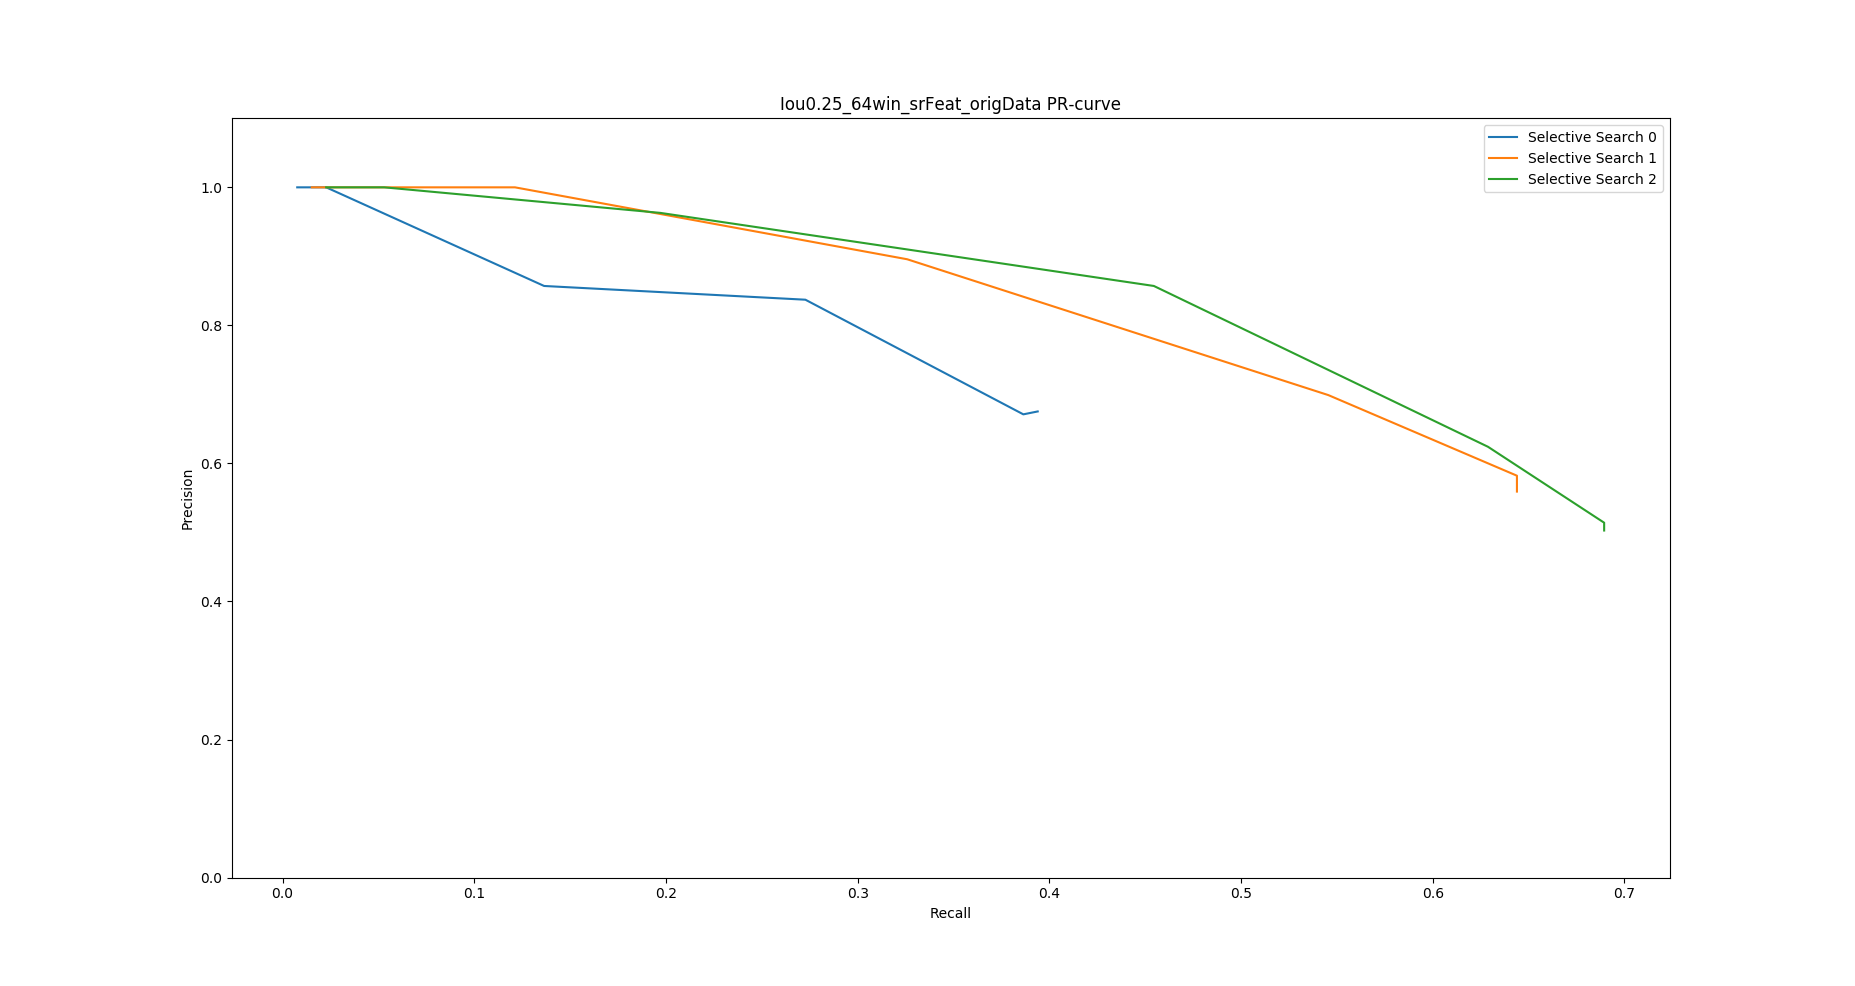 Iou0.25_64win_srFeat_origData PR-curve
Selective Search 0
Selective Search 1
Selective Search 2
1.0
0.8
0.6
0.4
0.2
0.0
Precision
0.0 0.1 0.2 0.3 0.4 0.5 0.6 0.7
Recall